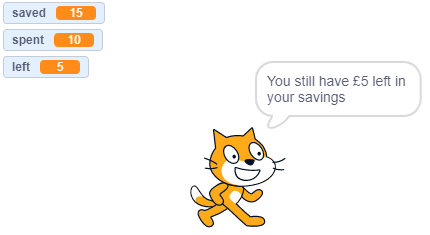 saved 15
spent 10
left 5
You still have £5 left in
your savings